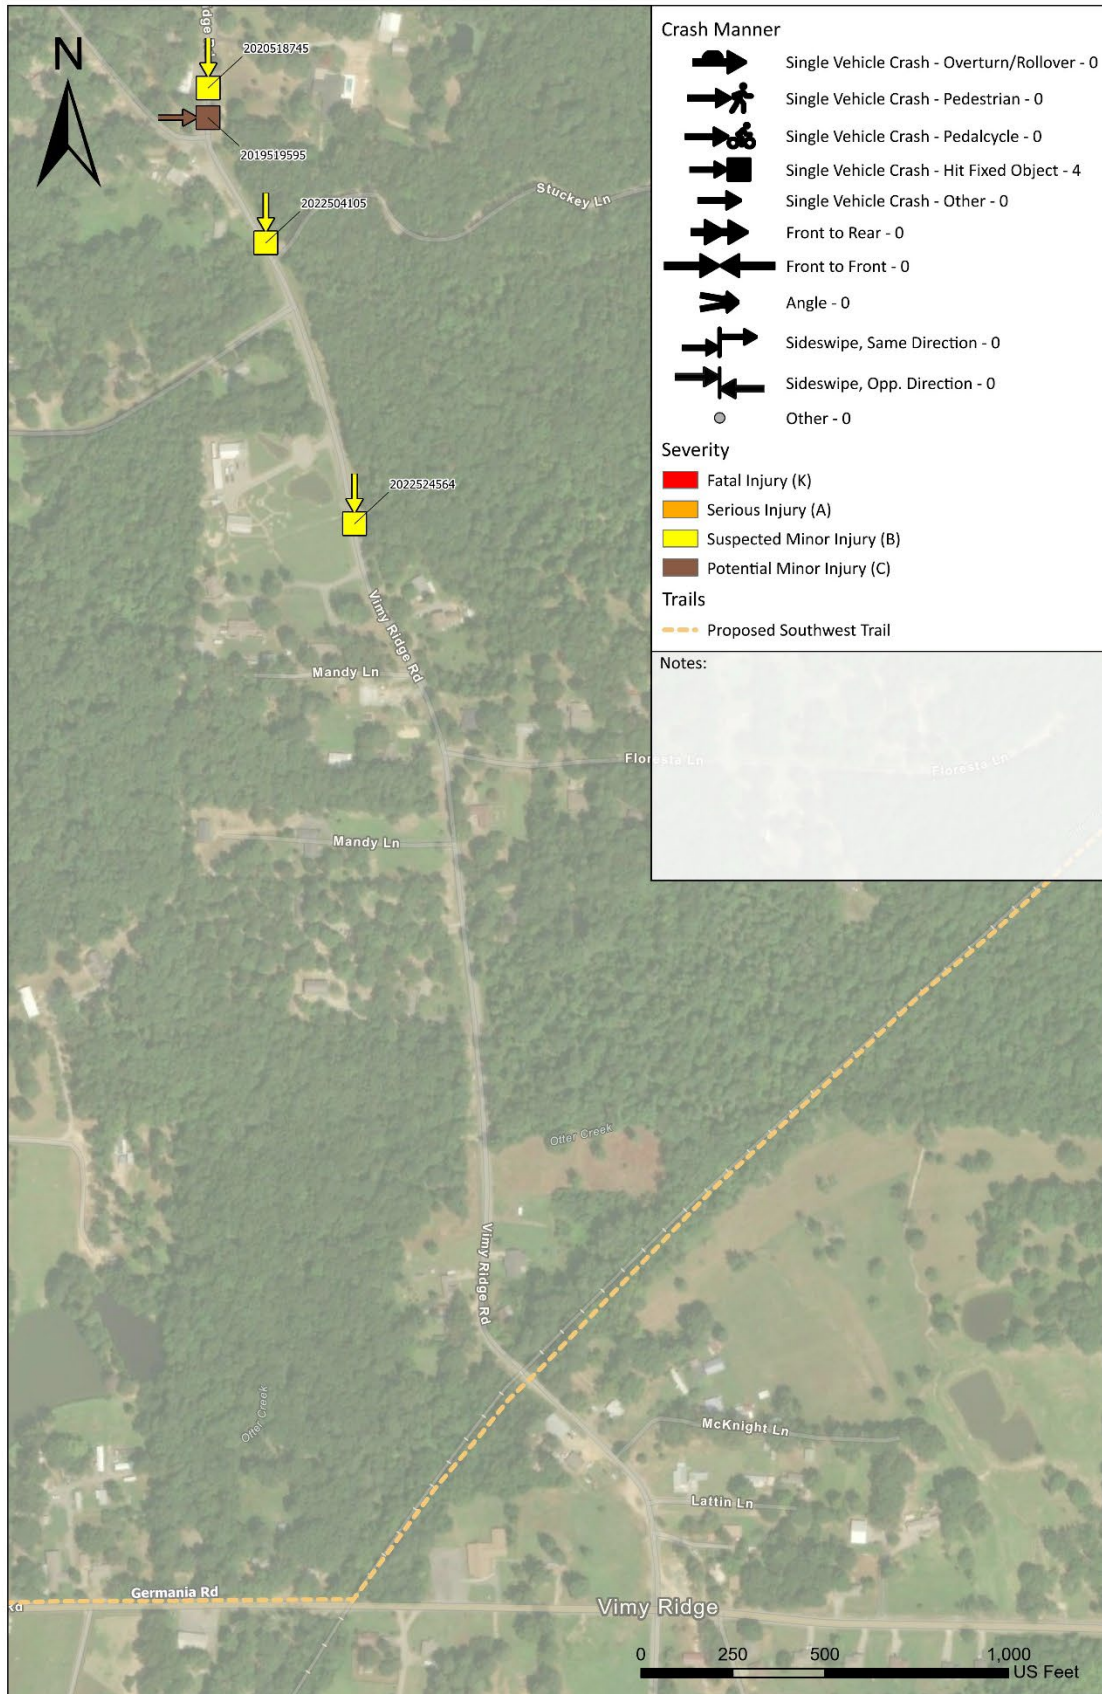 idge Rd
N
2020518745
2019519595
2022504105
Stuckey Ln
2022524564
Vimy Ridge Rd
Mandy Ln
Floresta Ln
Floresta Ln
Mandy Ln
Otter Creek
Vimy Ridge Rd
Otter Creek
McKnight Ln
Lattin Ln
Germania Rd
Rd
Vimy Ridge
0 250 500 1,000
US Feet
Crash Manner
Single Vehicle Crash - Overturn/Rollover - 0
Single Vehicle Crash - Pedestrian - 0
Single Vehicle Crash - Pedalcycle - 0
Single Vehicle Crash - Hit Fixed Object - 4
Single Vehicle Crash - Other - 0
Front to Rear - 0
Front to Front - 0
Angle - 0
Sideswipe, Same Direction - 0
Sideswipe, Opp. Direction - 0
Other - 0
Severity
Fatal Injury (K)
Serious Injury (A)
Suspected Minor Injury (B)
Potential Minor Injury (C)
Trails
Proposed Southwest Trail
Notes: